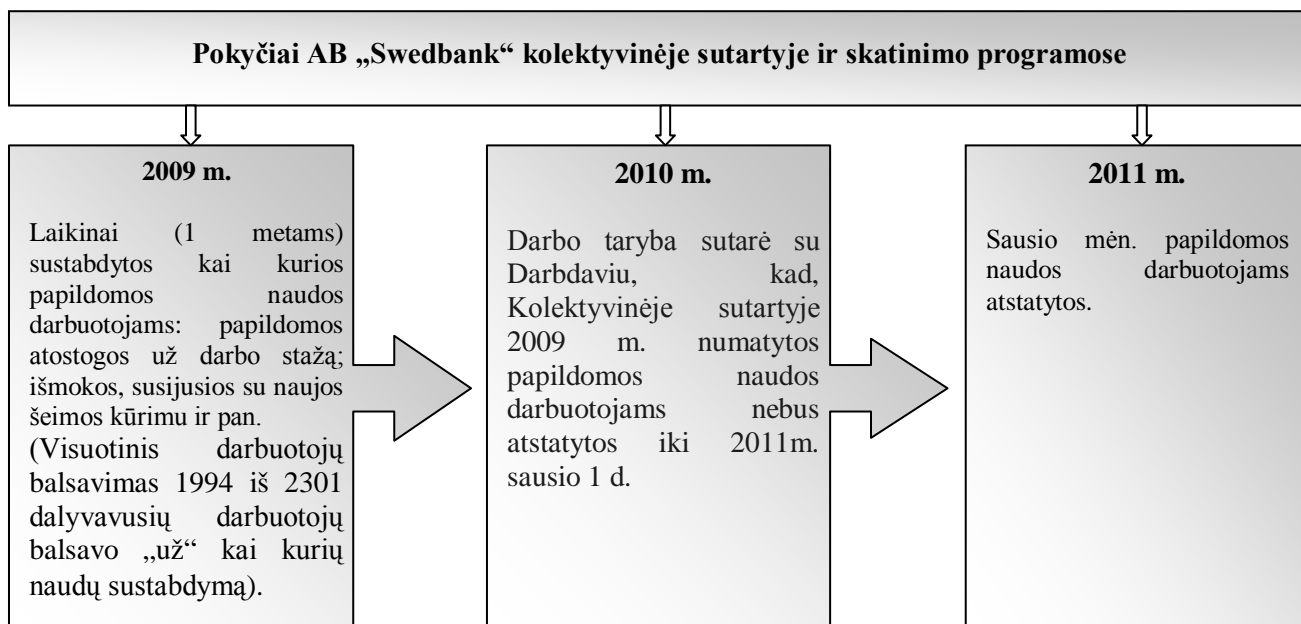 Pokyčiai AB „Swedbank“ kolektyvinėje sutartyje ir skatinimo programose
2009 m.
Laikinai (1 metams)
sustabdytos kai kurios
papildomos naudos
darbuotojams: papildomos
atostogos už darbo stažą;
išmokos, susijusios su naujos
šeimos kūrimu ir pan.
(Visuotinis darbuotojų
balsavimas 1994 iš 2301
dalyvavusių darbuotojų
balsavo „už“ kai kurių
naudų sustabdymą).
2010 m.
Darbo taryba sutarė su
Darbdaviu, kad,
Kolektyvinėje sutartyje
2009 m. numatytos
papildomos naudos
darbuotojams nebus
atstatytos iki 2011m.
sausio 1 d.
2011 m.
Sausio mėn. papildomos
naudos darbuotojams
atstatytos.